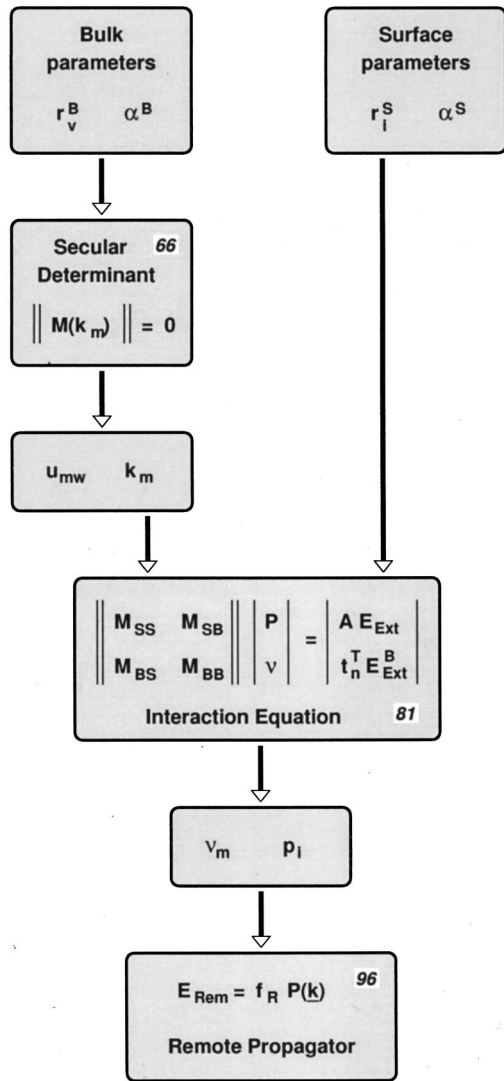 Bulk
parameters
r_v^B α^B
Surface
parameters
r_i^S α^S
Secular 66
Determinant
|| M(k_m) || = 0
u_mw k_m
|| M_SS M_SB || | P | = | A E_Ext |
|| M_BS M_BB || | ν | | t_n^T E_Ext^B |
Interaction Equation 81
ν_m p_i
96
E_Rem = f_R P(k)
Remote Propagator